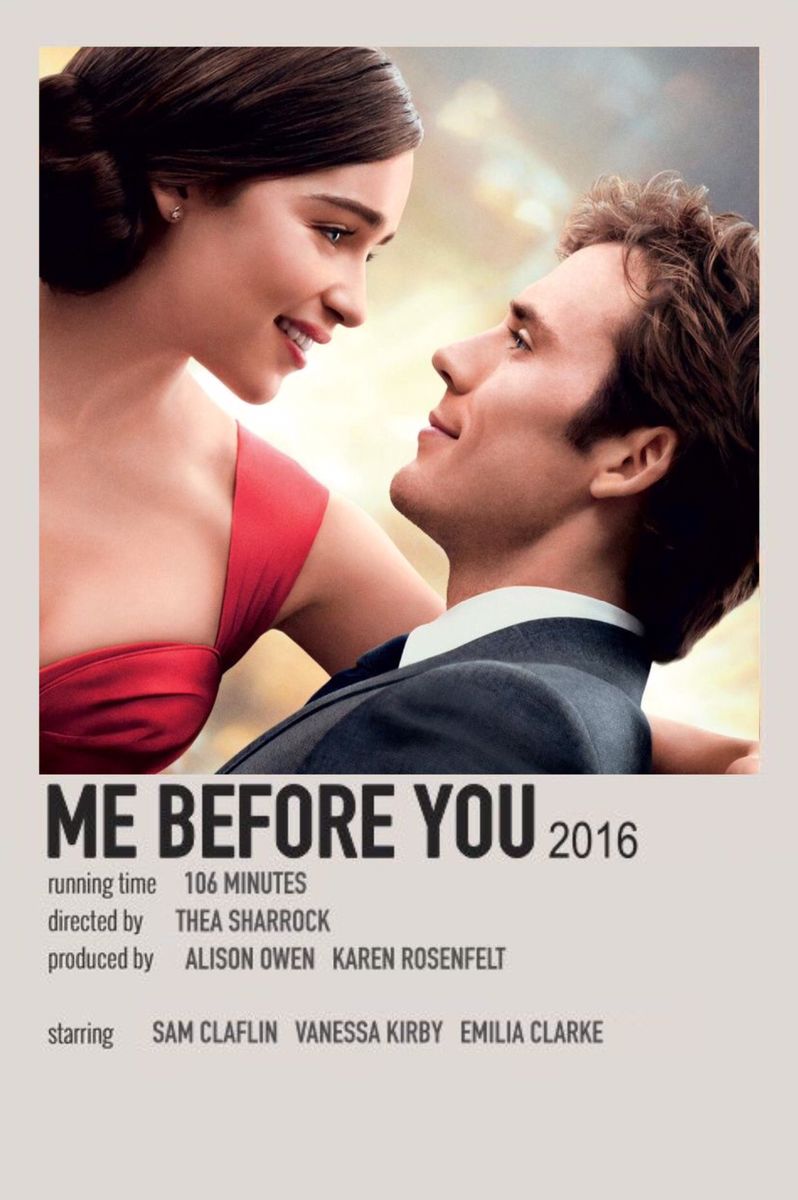 ME BEFORE YOU 2016
running time 106 MINUTES
directed by THEA SHARROCK
produced by ALISON OWEN KAREN ROSENFELT
starring SAM CLAFLIN VANESSA KIRBY EMILIA CLARKE